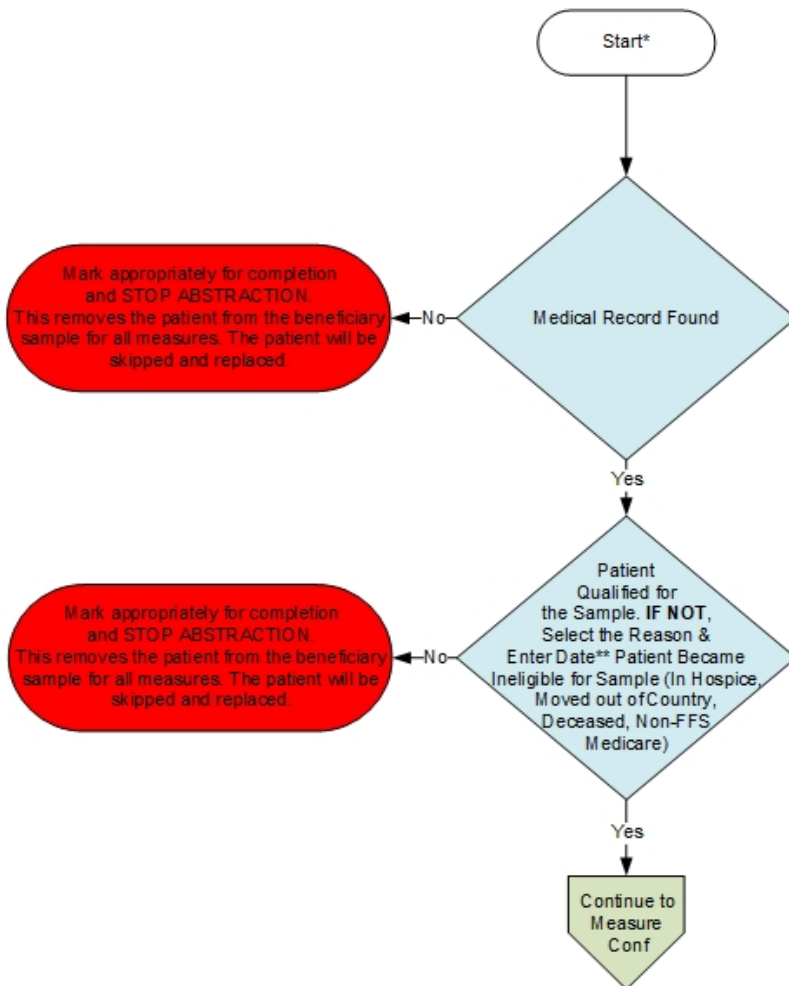 Start*
Medical Record Found
No
Mark appropriately for completion
and STOP ABSTRACTION.
This removes the patient from the beneficiary
sample for all measures. The patient will be
skipped and replaced.
Yes
Patient
Qualified for
the Sample. IF NOT,
Select the Reason &
Enter Date** Patient Became
Ineligible for Sample (In Hospice,
Moved out of Country,
Deceased, Non-FFS
Medicare)
No
Mark appropriately for completion
and STOP ABSTRACTION.
This removes the patient from the beneficiary
sample for all measures. The patient will be
skipped and replaced.
Yes
Continue to
Measure
Conf